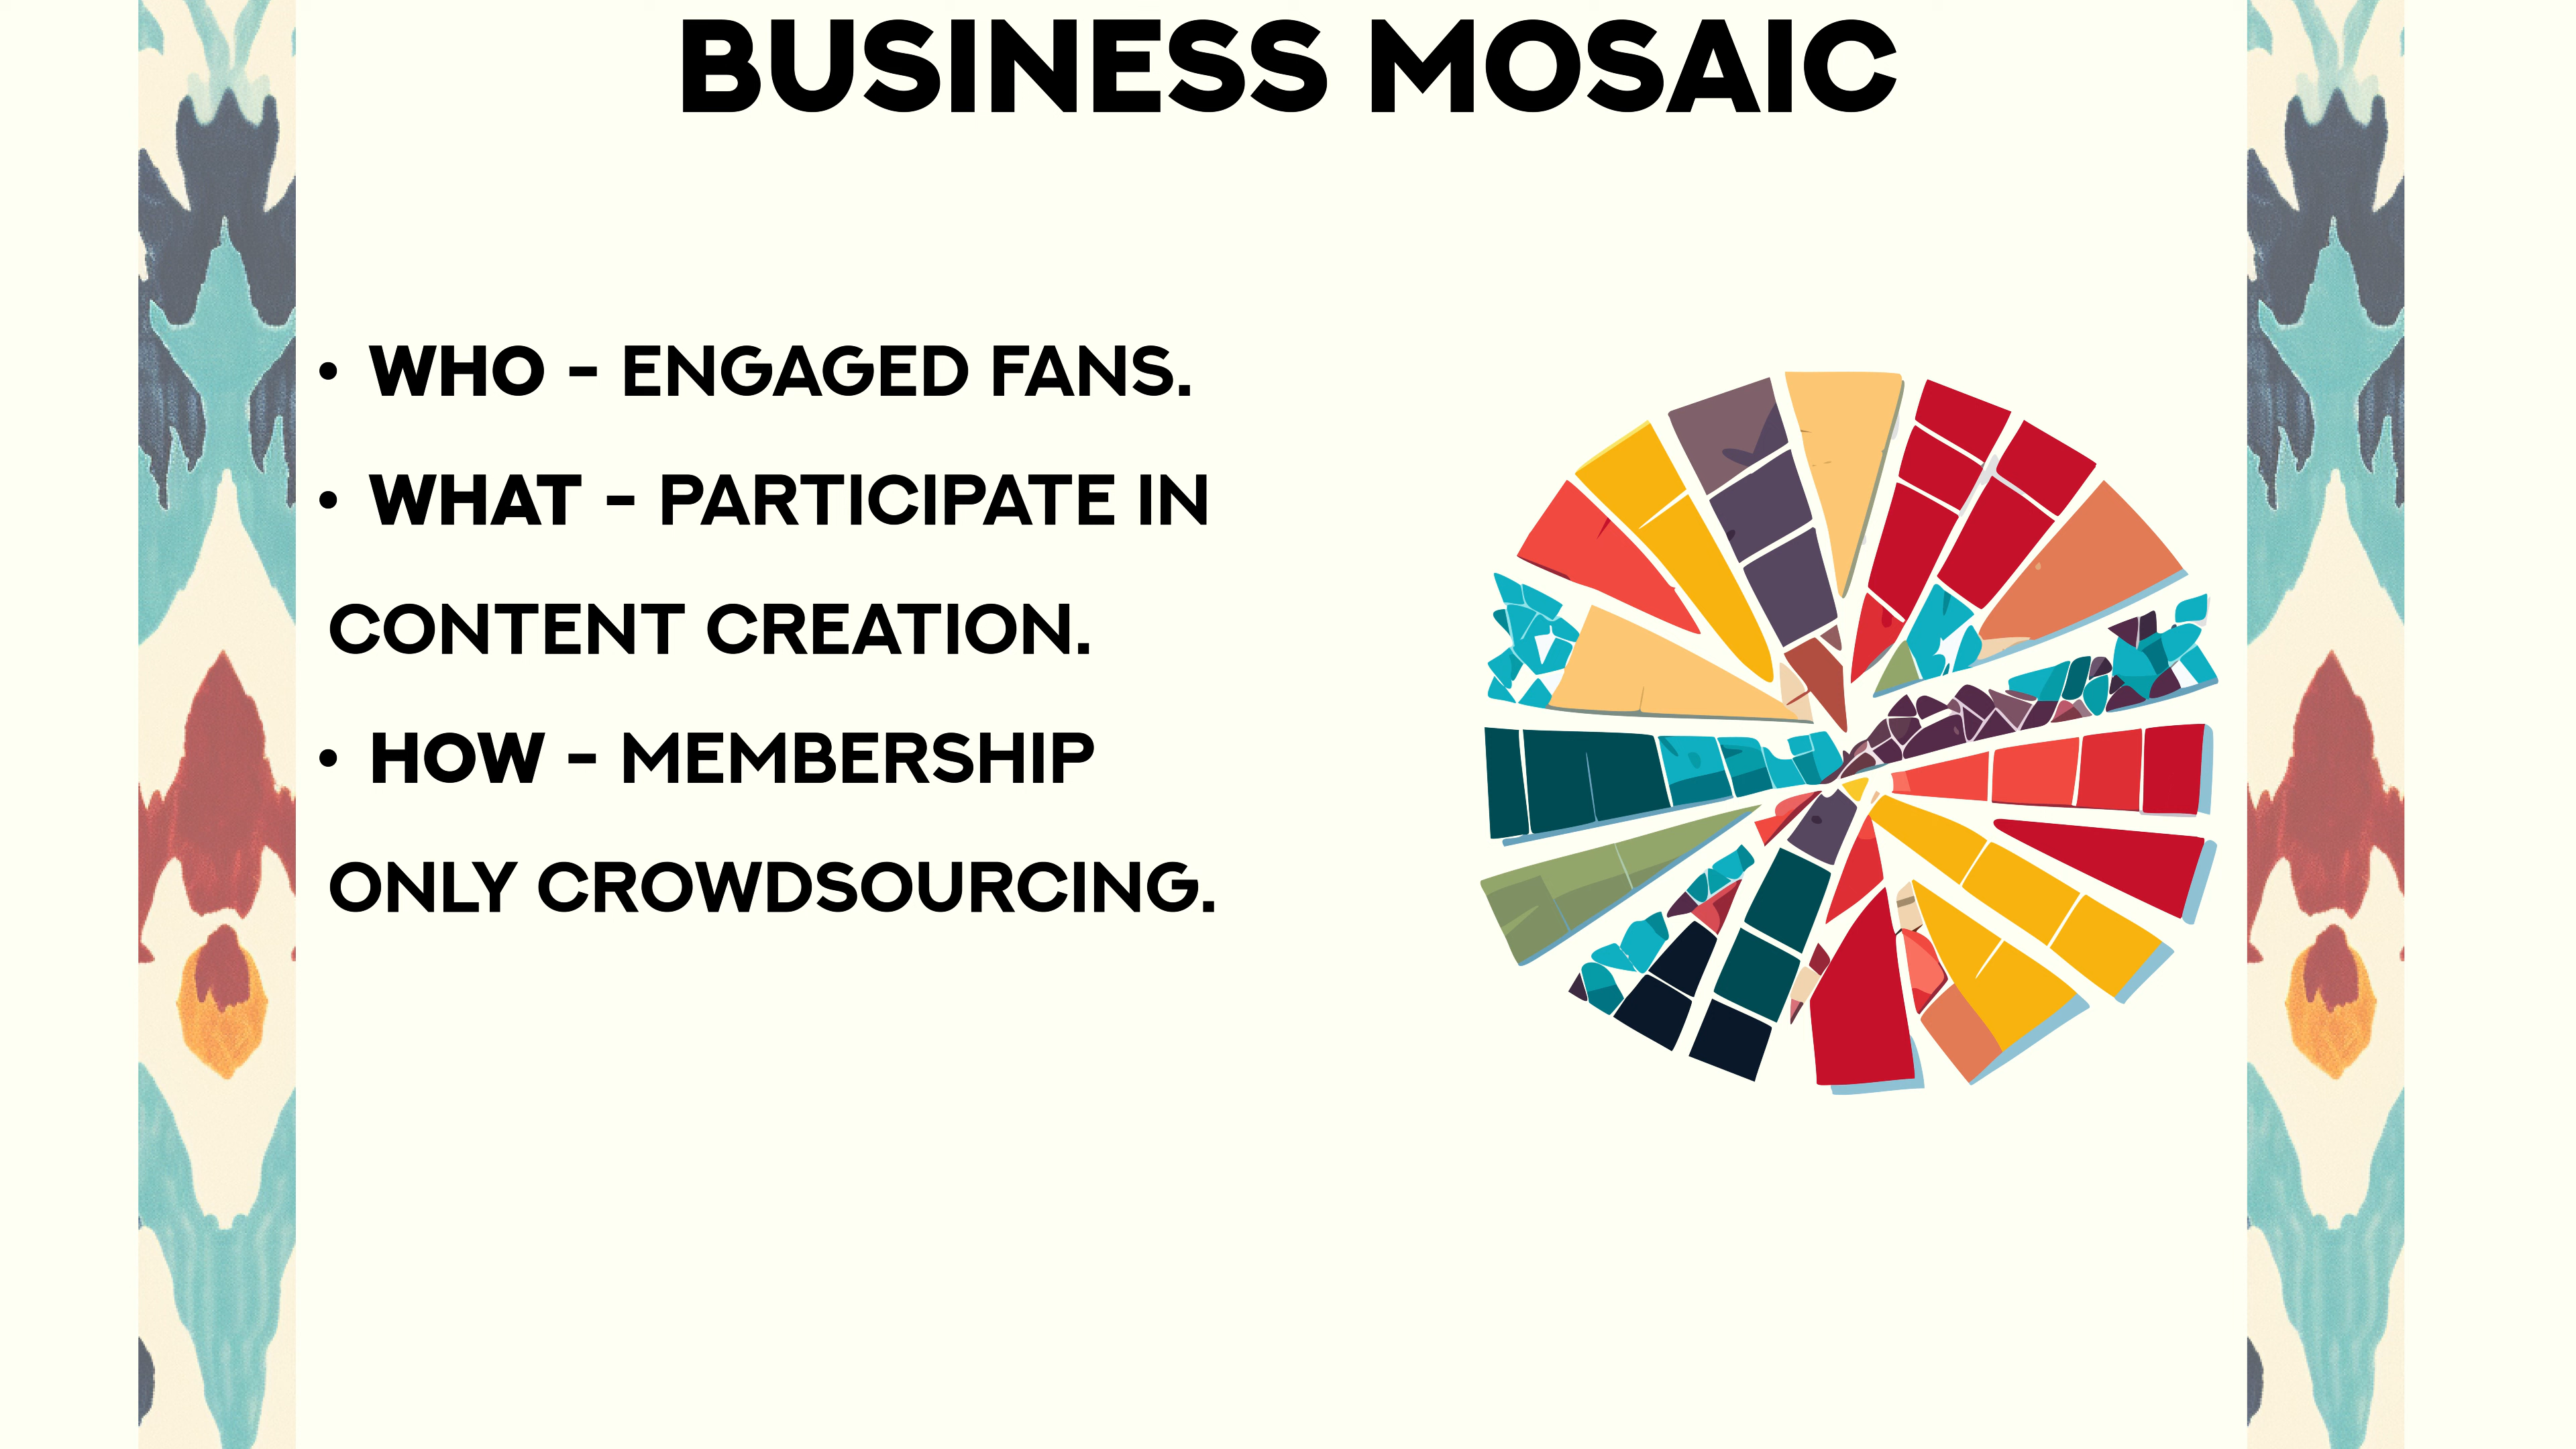 BUSINESS MOSAIC
• WHO - ENGAGED FANS.
• WHAT - PARTICIPATE IN
CONTENT CREATION.
• HOW - MEMBERSHIP
ONLY CROWDSOURCING.